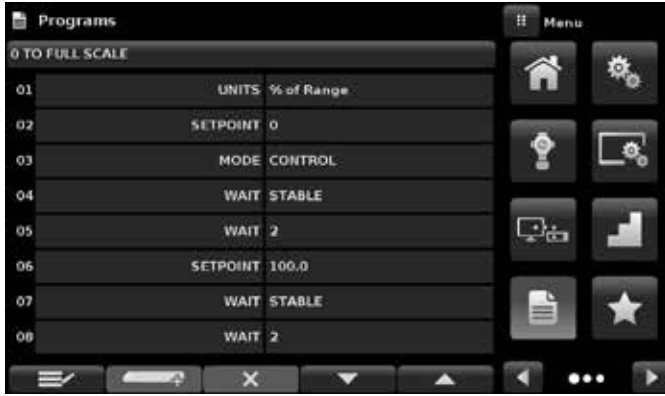 Programs
Menu
0 TO FULL SCALE
01 UNITS % of Range
02 SETPOINT 0
03 MODE CONTROL
04 WAIT STABLE
05 WAIT 2
06 SETPOINT 100.0
07 WAIT STABLE
08 WAIT 2